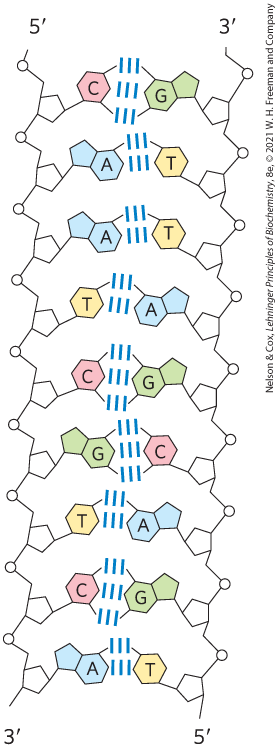 5′ 3′
C G
A T
A T
T A
C G
G C
T A
C G
A T
3′ 5′
Nelson & Cox, Lehninger Principles of Biochemistry, 8e, © 2021 W. H. Freeman and Company